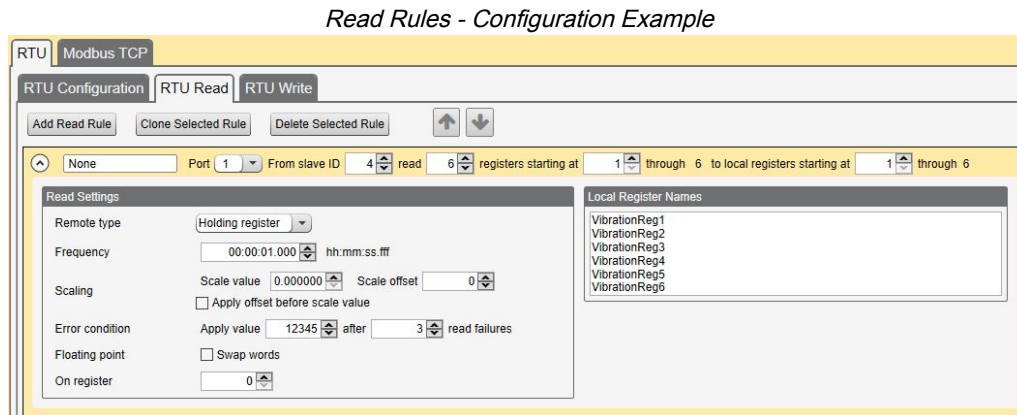 Read Rules - Configuration Example
RTU Modbus TCP
RTU Configuration RTU Read RTU Write
Add Read Rule Clone Selected Rule Delete Selected Rule
None Port 1 From slave ID 4 read 6 registers starting at 1 through 6 to local registers starting at 1 through 6
Read Settings
Remote type Holding register
Frequency 00:00:01.000 hh:mm:ss.fff
Scaling Scale value 0.000000 Scale offset 0
Apply offset before scale value
Error condition Apply value 12345 after 3 read failures
Floating point Swap words
On register 0
Local Register Names
VibrationReg1
VibrationReg2
VibrationReg3
VibrationReg4
VibrationReg5
VibrationReg6